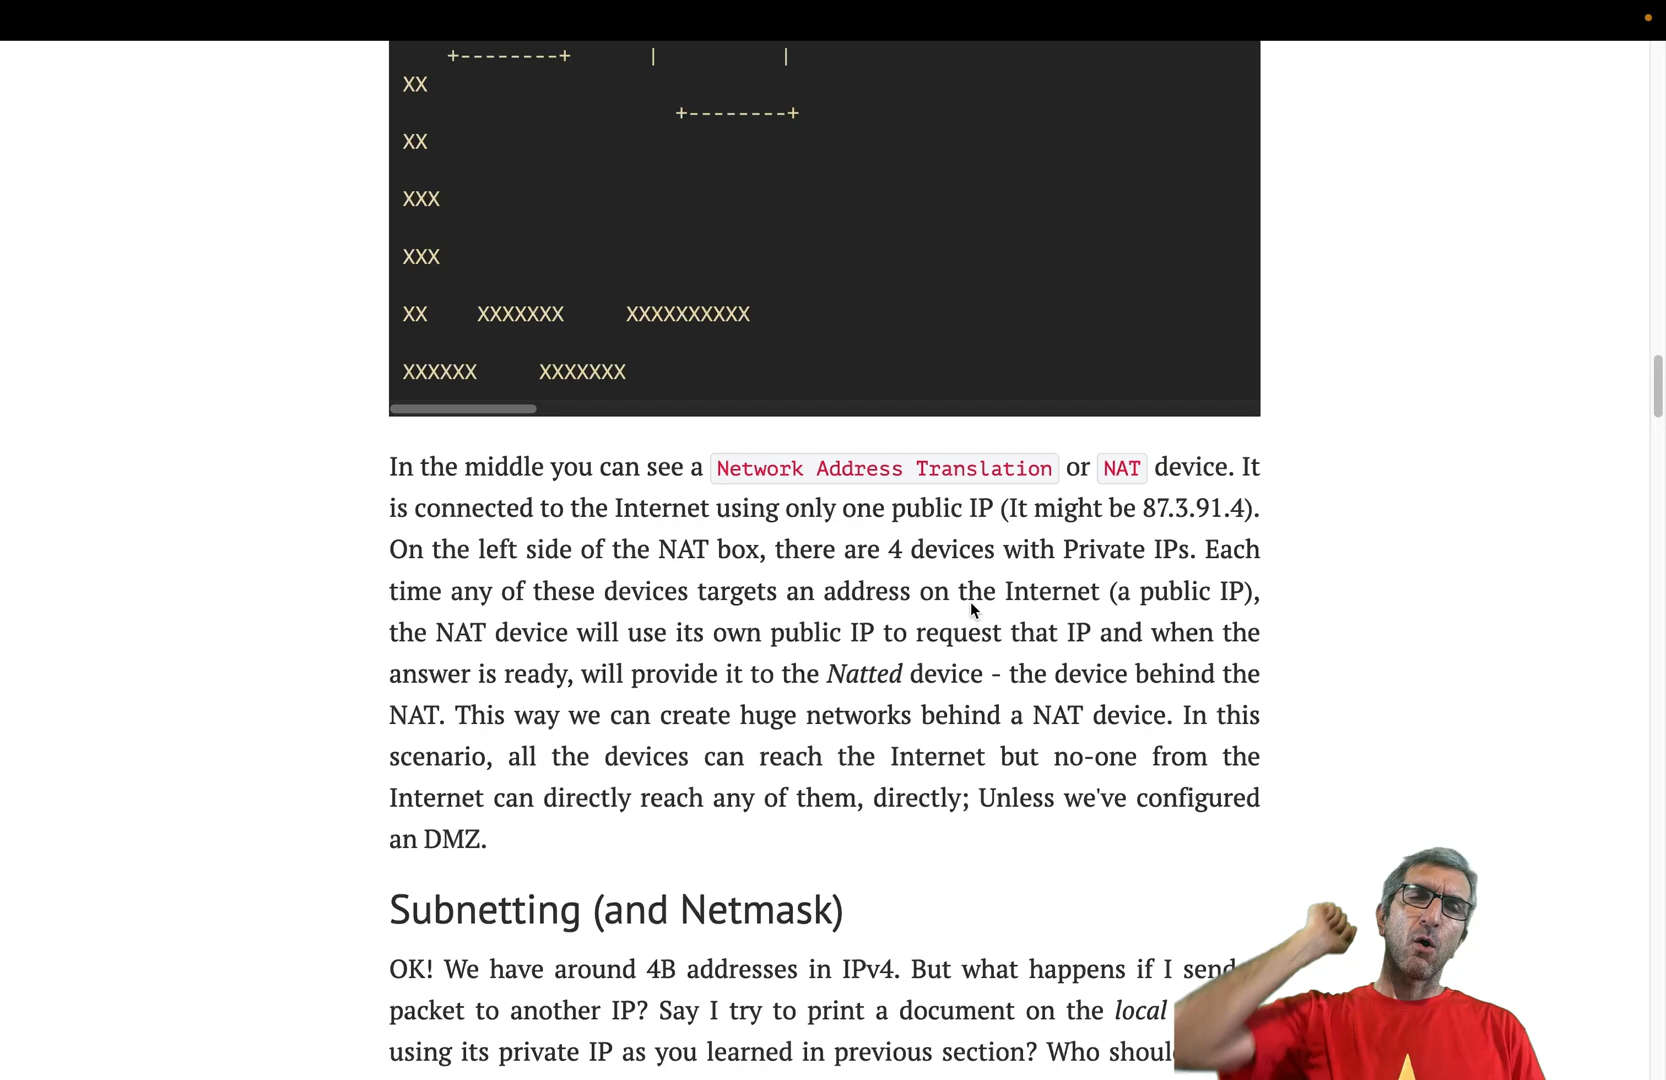 +--------+ | |
XX
+--------+
XX
XXX
XXX
XX XXXXXXX XXXXXXXXXX
XXXXXX XXXXXXX
In the middle you can see a Network Address Translation or NAT device. It
is connected to the Internet using only one public IP (It might be 87.3.91.4).
On the left side of the NAT box, there are 4 devices with Private IPs. Each
time any of these devices targets an address on the Internet (a public IP),
the NAT device will use its own public IP to request that IP and when the
answer is ready, will provide it to the Natted device - the device behind the
NAT. This way we can create huge networks behind a NAT device. In this
scenario, all the devices can reach the Internet but no-one from the
Internet can directly reach any of them, directly; Unless we've configured
an DMZ.
Subnetting (and Netmask)
OK! We have around 4B addresses in IPv4. But what happens if I send
packet to another IP? Say I try to print a document on the local
using its private IP as you learned in previous section? Who